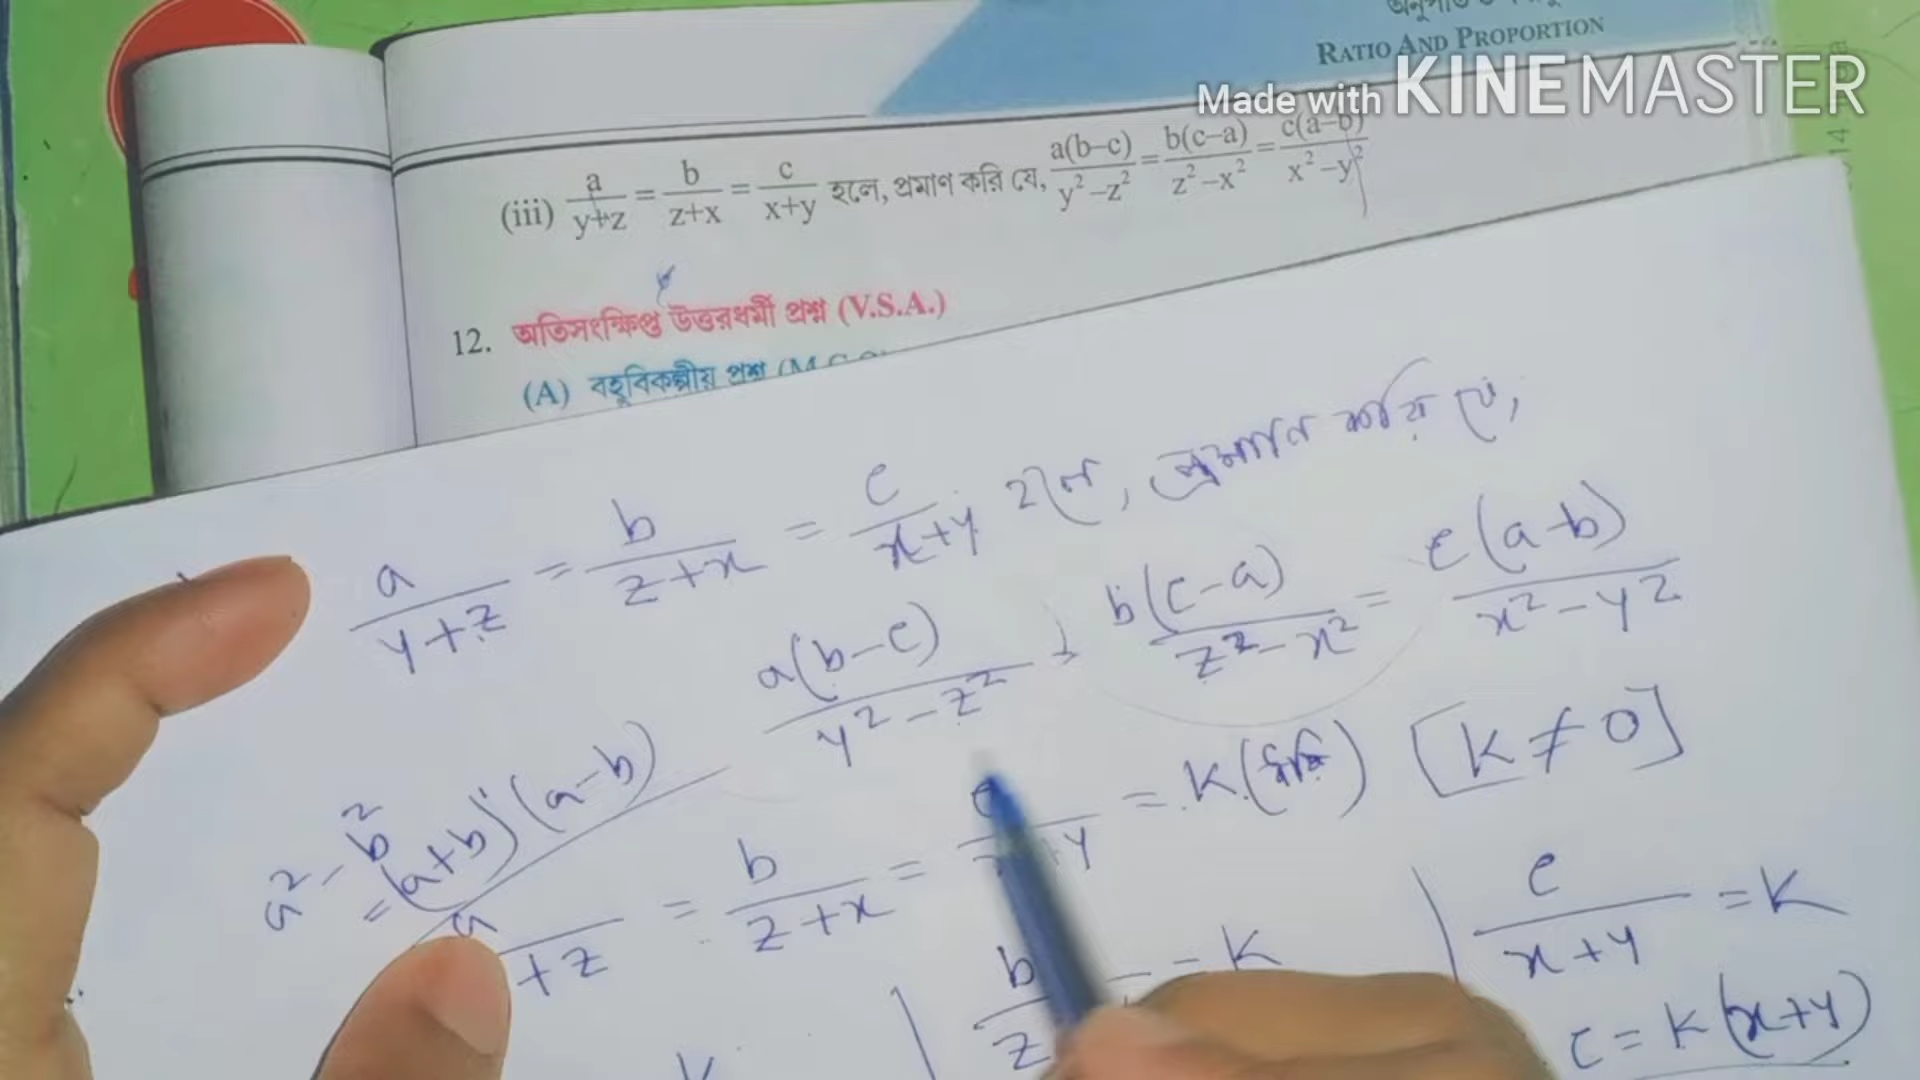 RATIO AND PROPORTION
Made with KINEMASTER
(iii) a/(y+z) = b/(z+x) = c/(x+y) হলে, প্রমাণ করি যে, a(b–c)/(y²–z²) = b(c–a)/(z²–x²) = c(a–b)/(x²–y²)
12. অতিসংক্ষিপ্ত উত্তরধর্মী প্রশ্ন (V.S.A.)
(A) বহুবিকল্পীয় প্রশ্ন
a/(y+z) = b/(z+x) = c/(x+y) হলে, প্রমাণ করি যে,
a(b-c)/(y²-z²) = b(c-a)/(z²-x²) = c(a-b)/(x²-y²)
a²-b²
=(a+b)(a-b)
a/ +z = b/(z+x) = c/ +y = K (ধরি) [K ≠ 0]
b/z = K
c/(x+y) = K
c = K(x+y)
K